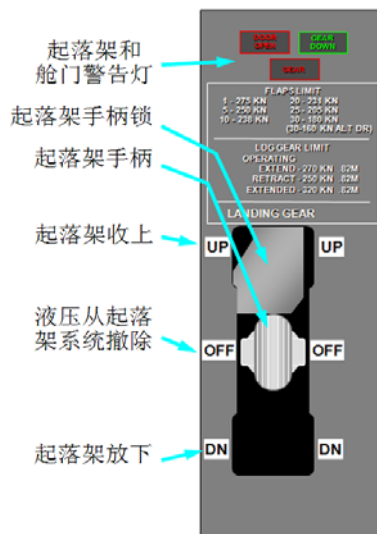 起落架和
舱门警告灯
起落架手柄锁
起落架手柄
起落架收上
液压从起落
架系统撤除
起落架放下
DOOR
OPEN
GEAR
DOWN
GEAR
FLAPS LIMIT
1 - 275 KN 20 - 231 KN
5 - 250 KN 25 - 205 KN
10 - 238 KN 30 - 180 KN
(30-160 KN ALT DR)
LDG GEAR LIMIT
OPERATING
EXTEND - 270 KN .82M
RETRACT - 250 KN .82M
EXTENDED - 320 KN .82M
LANDING GEAR
UP UP
OFF OFF
DN DN